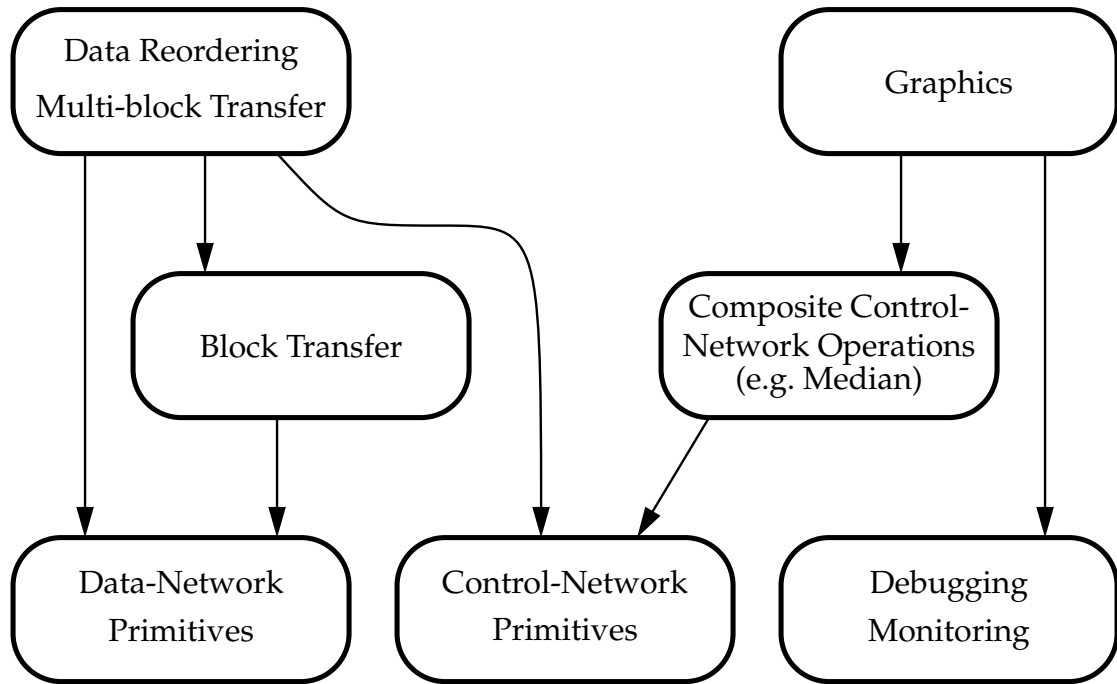 Data Reordering
Multi-block Transfer
Graphics
Block Transfer
Composite Control-
Network Operations
(e.g. Median)
Data-Network
Primitives
Control-Network
Primitives
Debugging
Monitoring